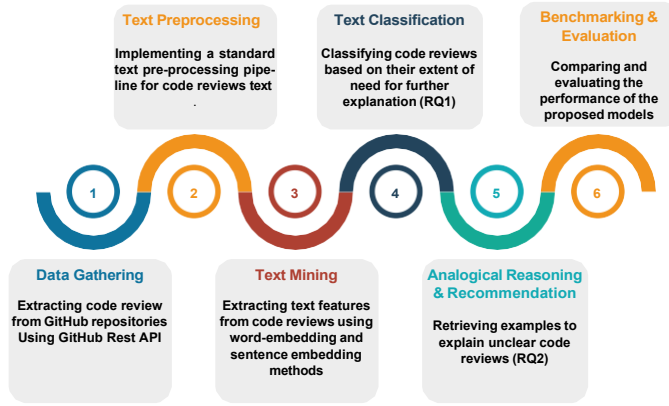 Text Preprocessing
Implementing a standard
text pre-processing pipe-
line for code reviews text
.
Text Classification
Classifying code reviews
based on their extent of
need for further
explanation (RQ1)
Benchmarking &
Evaluation
Comparing and
evaluating the
performance of the
proposed models
1
2
3
4
5
6
Data Gathering
Extracting code review
from GitHub repositories
Using GitHub Rest API
Text Mining
Extracting text features
from code reviews using
word-embedding and
sentence embedding
methods
Analogical Reasoning
& Recommendation
Retrieving examples to
explain unclear code
reviews (RQ2)